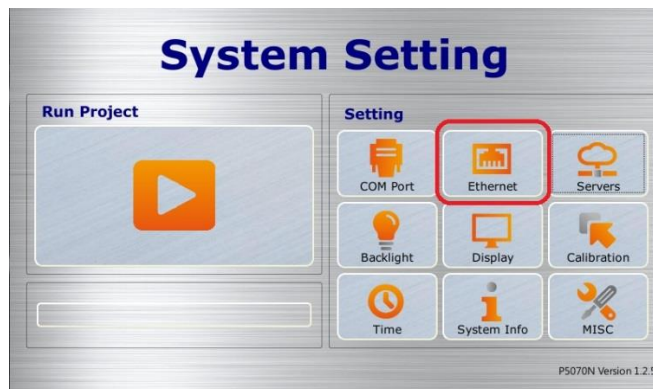 System Setting
Run Project
Setting
COM Port
Ethernet
Servers
Backlight
Display
Calibration
Time
System Info
MISC
P5070N Version 1.2.5